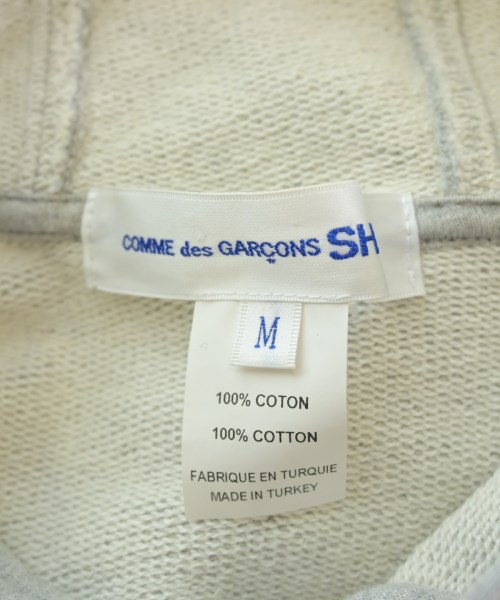 COMME des GARÇONS SH
M
100% COTON
100% COTTON
FABRIQUE EN TURQUIE
MADE IN TURKEY